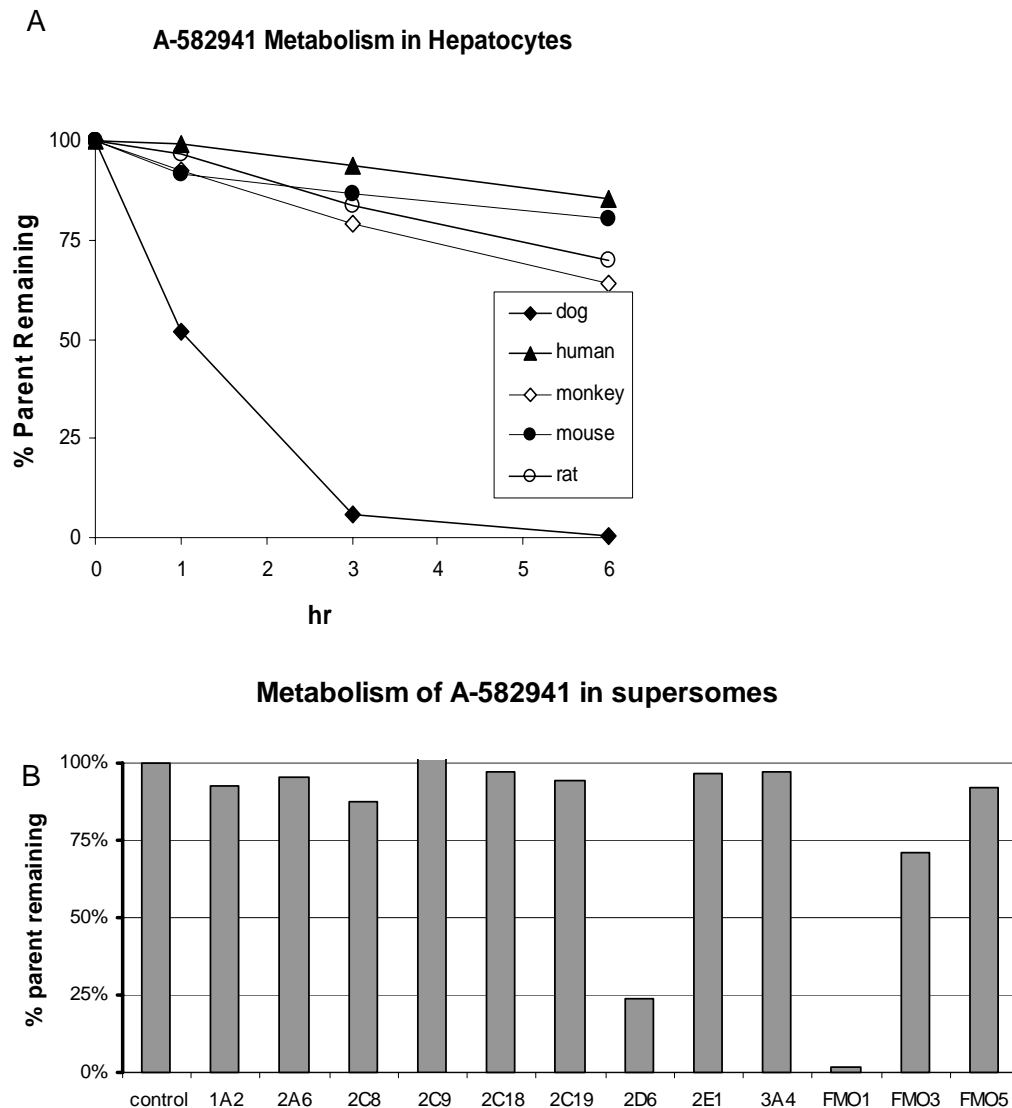 A
A-582941 Metabolism in Hepatocytes
% Parent Remaining
100
75
50
25
0
dog
human
monkey
mouse
rat
0 1 2 3 4 5 6
hr
Metabolism of A-582941 in supersomes
B
% parent remaining
100%
75%
50%
25%
0%
control 1A2 2A6 2C8 2C9 2C18 2C19 2D6 2E1 3A4 FMO1 FMO3 FMO5